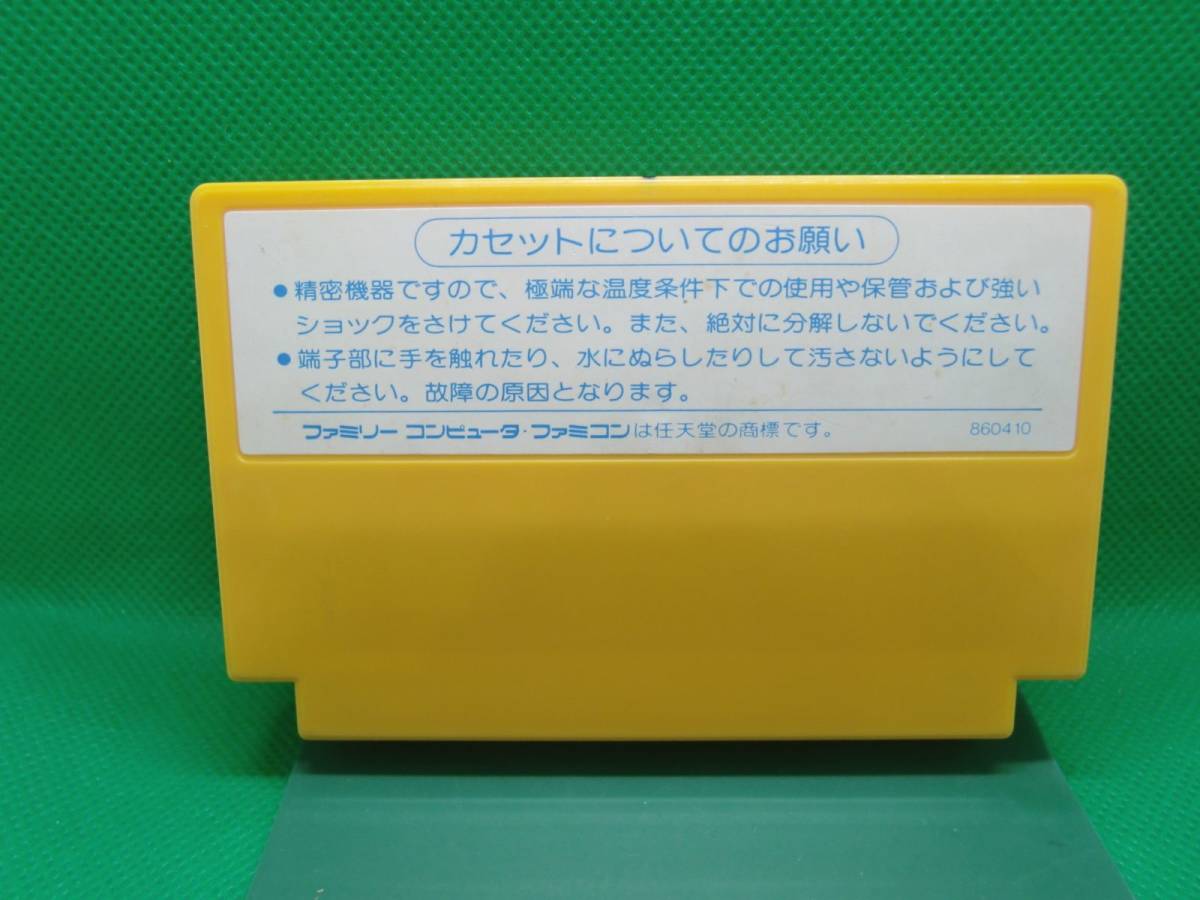 カセットについてのお願い
●精密機器ですので、極端な温度条件下での使用や保管および強い
ショックをさけてください。また、絶対に分解しないでください。
●端子部に手を触れたり、水にぬらしたりして汚さないようにして
ください。故障の原因となります。
ファミリーコンピュータ・ファミコンは任天堂の商標です。 860410